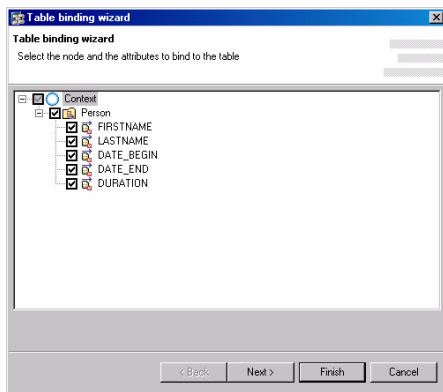 Table binding wizard
Table binding wizard
Select the node and the attributes to bind to the table
Context
Person
FIRSTNAME
LASTNAME
DATE_BEGIN
DATE_END
DURATION
< Back Next > Finish Cancel